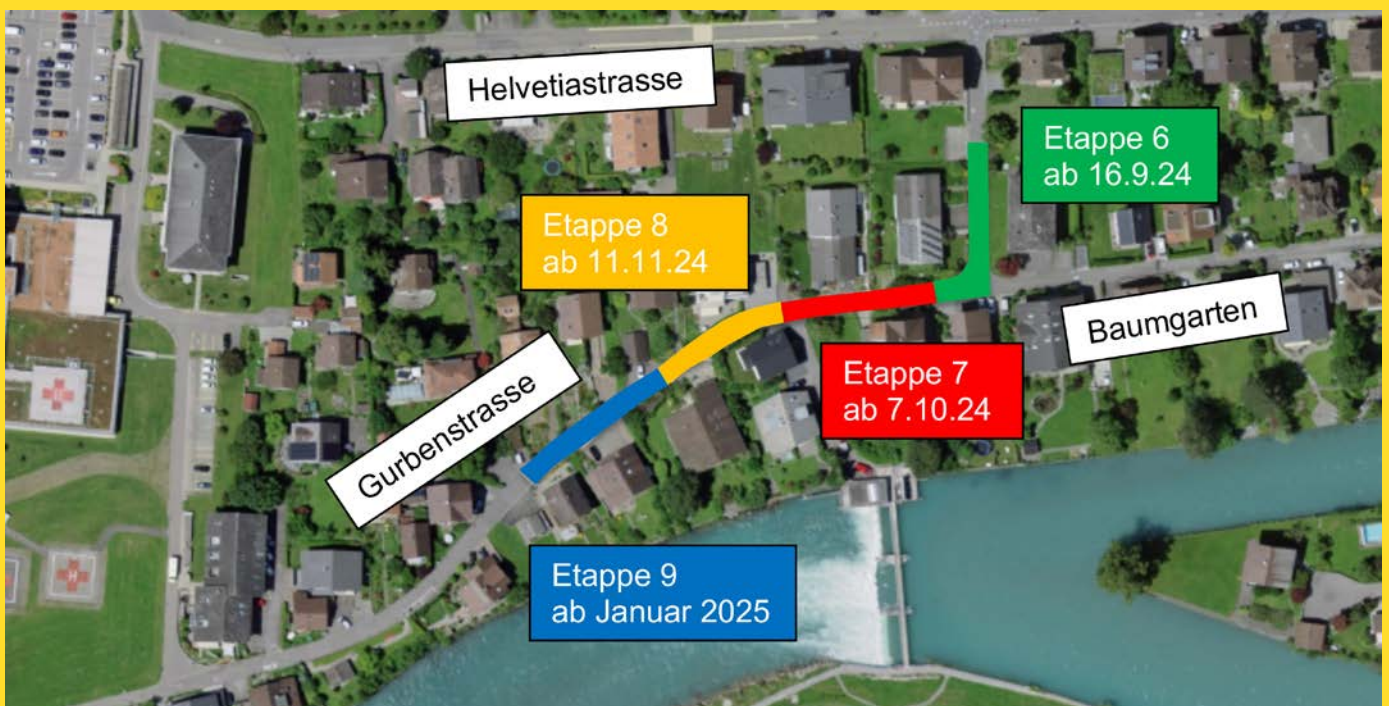 Helvetiastrasse
Etappe 6
ab 16.9.24
Etappe 8
ab 11.11.24
Baumgarten
Etappe 7
ab 7.10.24
Gurbenstrasse
Etappe 9
ab Januar 2025
H